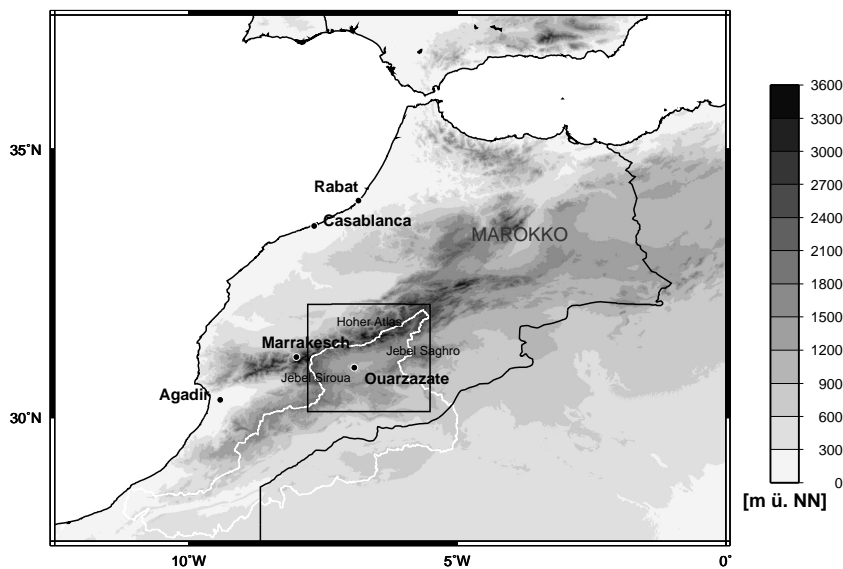 3600
3300
3000
2700
2400
2100
1800
1500
1200
900
600
300
0
[m ü. NN]
35°N
30°N
10°W
5°W
0°
Rabat
Casablanca
MAROKKO
Hoher Atlas
Marrakesch
Jebel Saghro
Jebel Siroua
Ouarzazate
Agadir